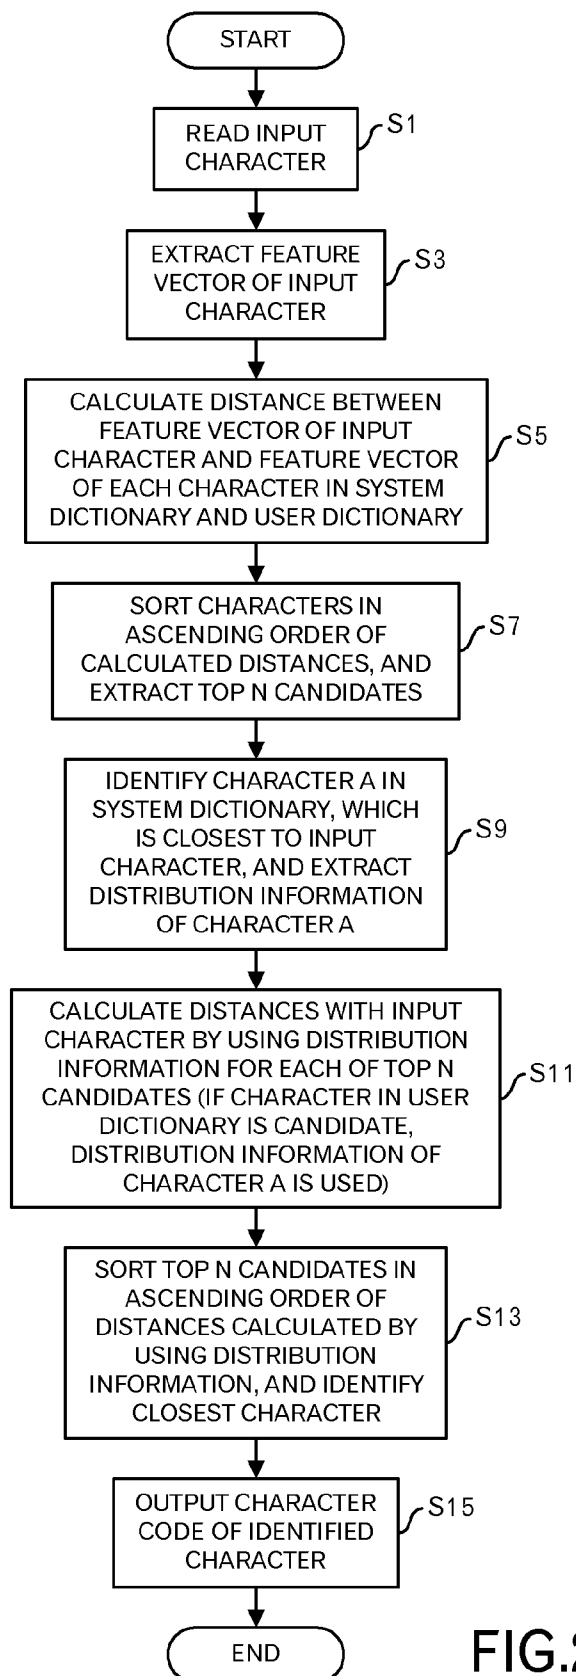 START
READ INPUT
CHARACTER
S1
EXTRACT FEATURE
VECTOR OF INPUT
CHARACTER
S3
CALCULATE DISTANCE BETWEEN
FEATURE VECTOR OF INPUT
CHARACTER AND FEATURE VECTOR
OF EACH CHARACTER IN SYSTEM
DICTIONARY AND USER DICTIONARY
S5
SORT CHARACTERS IN
ASCENDING ORDER OF
CALCULATED DISTANCES, AND
EXTRACT TOP N CANDIDATES
S7
IDENTIFY CHARACTER A IN
SYSTEM DICTIONARY, WHICH
IS CLOSEST TO INPUT
CHARACTER, AND EXTRACT
DISTRIBUTION INFORMATION
OF CHARACTER A
S9
CALCULATE DISTANCES WITH INPUT
CHARACTER BY USING DISTRIBUTION
INFORMATION FOR EACH OF TOP N
CANDIDATES (IF CHARACTER IN USER
DICTIONARY IS CANDIDATE,
DISTRIBUTION INFORMATION OF
CHARACTER A IS USED)
S11
SORT TOP N CANDIDATES IN
ASCENDING ORDER OF
DISTANCES CALCULATED BY
USING DISTRIBUTION
INFORMATION, AND IDENTIFY
CLOSEST CHARACTER
S13
OUTPUT CHARACTER
CODE OF IDENTIFIED
CHARACTER
S15
END
FIG.